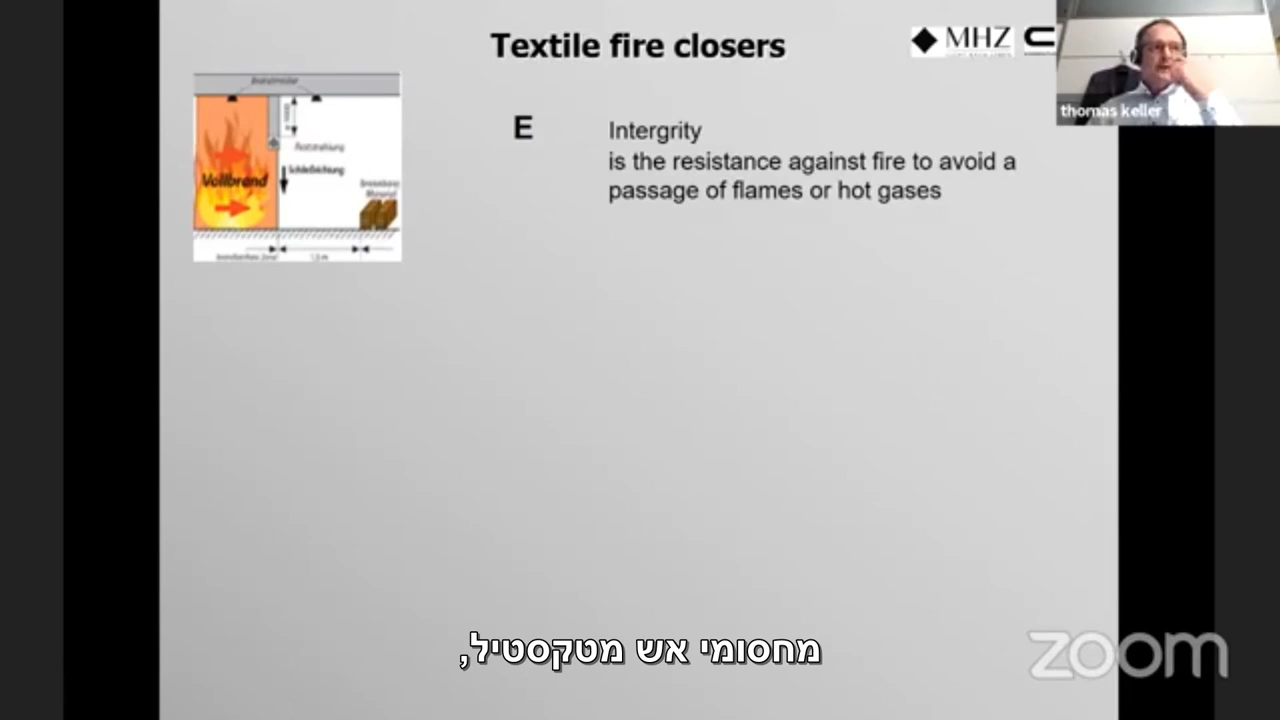 Textile fire closers
MHZ
thomas keller
E
Intergrity
is the resistance against fire to avoid a
passage of flames or hot gases
Vollbrand
Schließrichtung
מחסומי אש מטקסטיל,
zoom